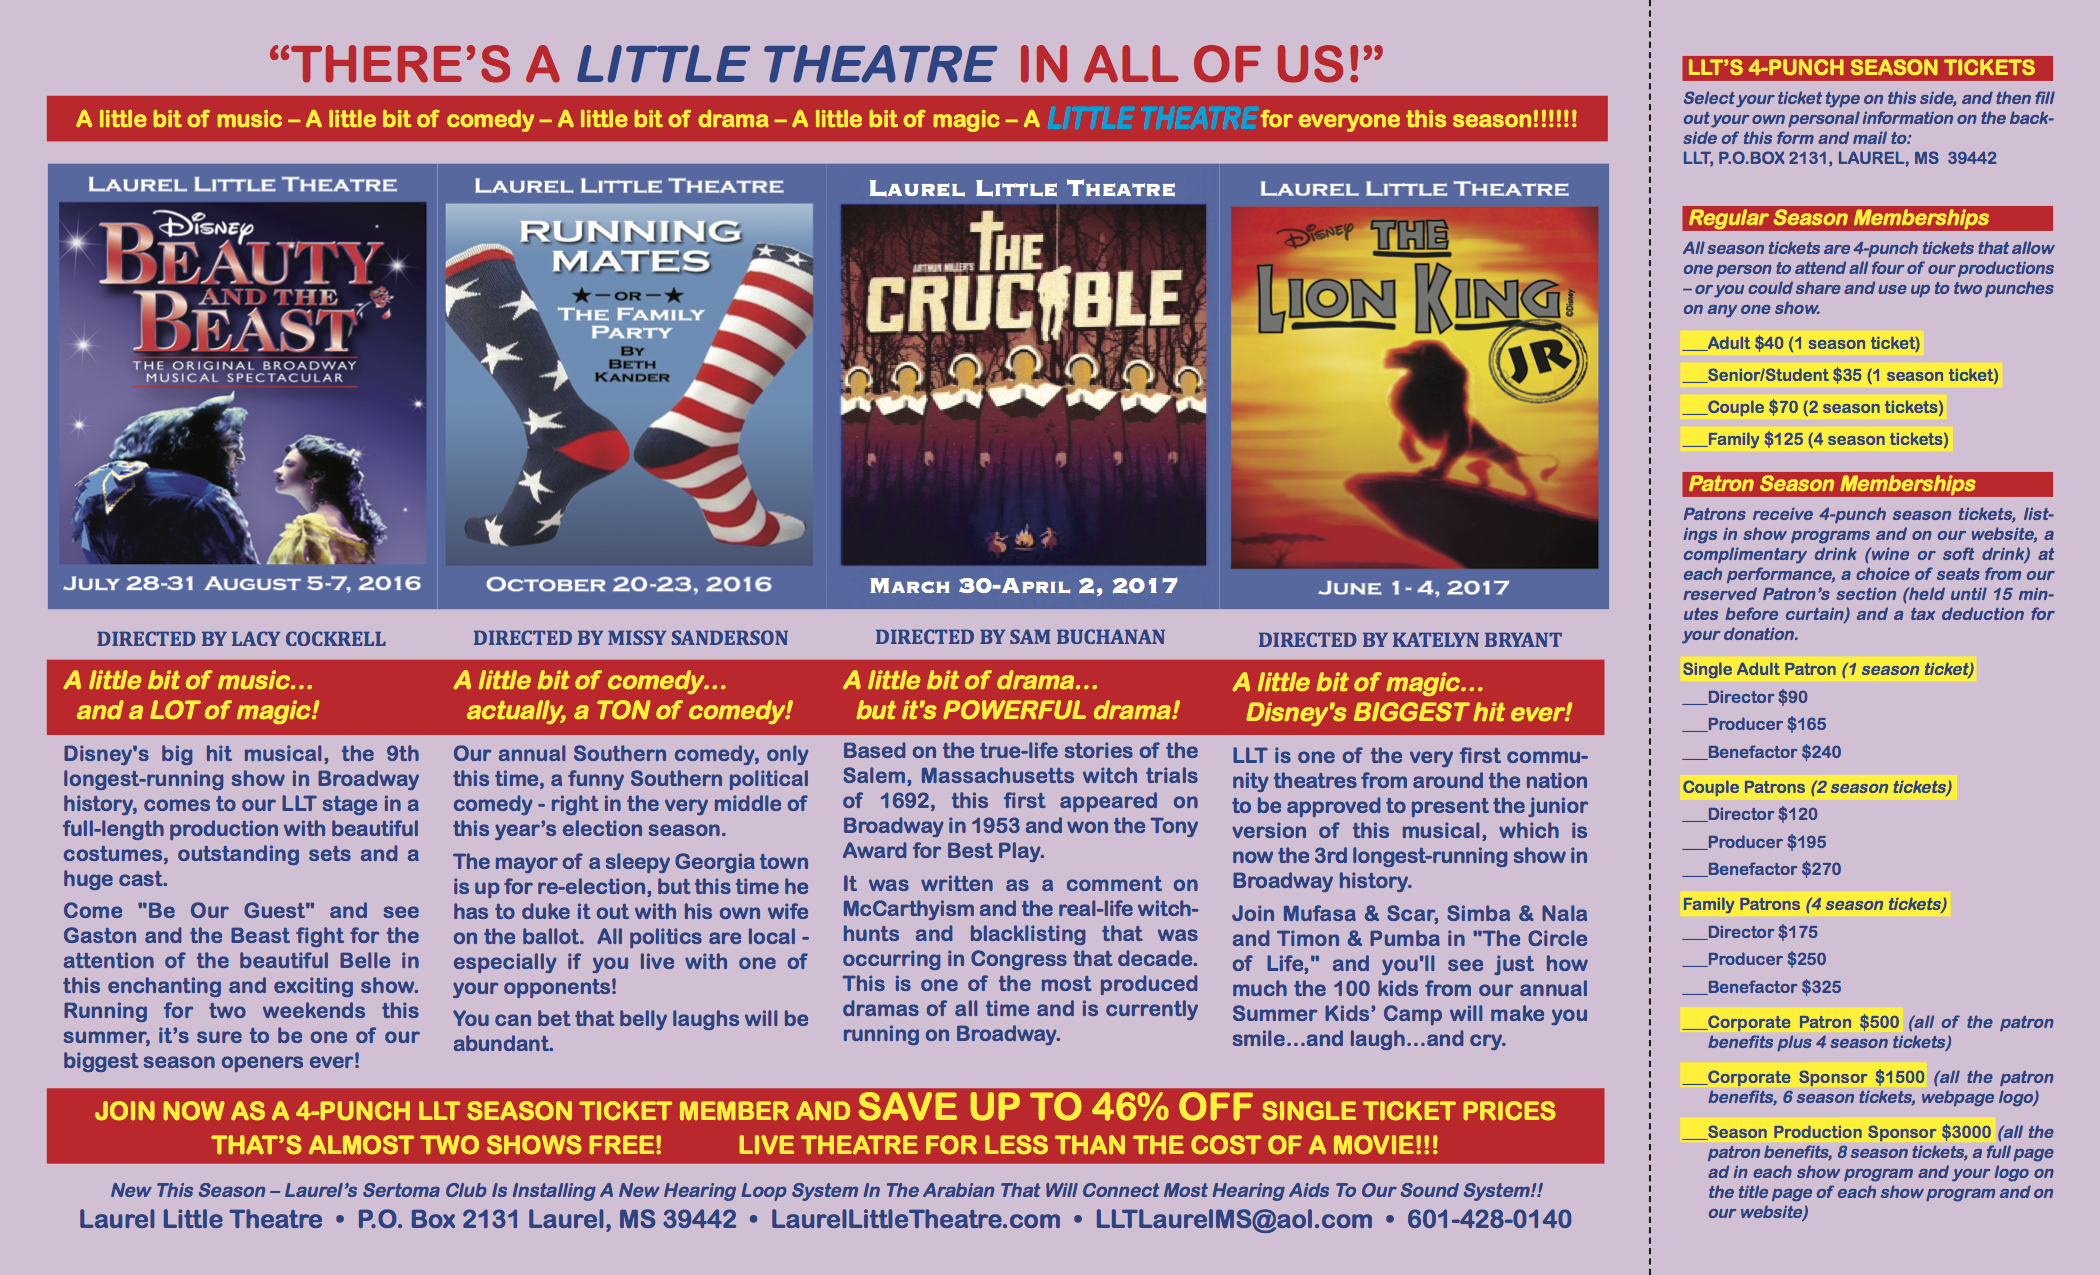 “THERE’S A LITTLE THEATRE IN ALL OF US!”
A little bit of music – A little bit of comedy – A little bit of drama – A little bit of magic – A LITTLE THEATRE for everyone this season!!!!!!
LAUREL LITTLE THEATRE
DISNEY
BEAUTY
AND THE
BEAST
THE ORIGINAL BROADWAY
MUSICAL SPECTACULAR
JULY 28-31 AUGUST 5-7, 2016
DIRECTED BY LACY COCKRELL
A little bit of music...
and a LOT of magic!
Disney's big hit musical, the 9th
longest-running show in Broadway
history, comes to our LLT stage in a
full-length production with beautiful
costumes, outstanding sets and a
huge cast.
Come "Be Our Guest" and see
Gaston and the Beast fight for the
attention of the beautiful Belle in
this enchanting and exciting show.
Running for two weekends this
summer, it’s sure to be one of our
biggest season openers ever!
LAUREL LITTLE THEATRE
RUNNING
MATES
★ – OR – ★
THE FAMILY
PARTY
BY
BETH
KANDER
OCTOBER 20-23, 2016
DIRECTED BY MISSY SANDERSON
A little bit of comedy...
actually, a TON of comedy!
Our annual Southern comedy, only
this time, a funny Southern political
comedy - right in the very middle of
this year’s election season.
The mayor of a sleepy Georgia town
is up for re-election, but this time he
has to duke it out with his own wife
on the ballot. All politics are local -
especially if you live with one of
your opponents!
You can bet that belly laughs will be
abundant.
LAUREL LITTLE THEATRE
ARTHUR MILLER'S
THE
CRUCIBLE
MARCH 30-APRIL 2, 2017
DIRECTED BY SAM BUCHANAN
A little bit of drama...
but it's POWERFUL drama!
Based on the true-life stories of the
Salem, Massachusetts witch trials
of 1692, this first appeared on
Broadway in 1953 and won the Tony
Award for Best Play.
It was written as a comment on
McCarthyism and the real-life witch-
hunts and blacklisting that was
occurring in Congress that decade.
This is one of the most produced
dramas of all time and is currently
running on Broadway.
LAUREL LITTLE THEATRE
DISNEY
THE
LION KING
©Disney
JR
JUNE 1- 4, 2017
DIRECTED BY KATELYN BRYANT
A little bit of magic...
Disney's BIGGEST hit ever!
LLT is one of the very first commu-
nity theatres from around the nation
to be approved to present the junior
version of this musical, which is
now the 3rd longest-running show in
Broadway history.
Join Mufasa & Scar, Simba & Nala
and Timon & Pumba in "The Circle
of Life," and you'll see just how
much the 100 kids from our annual
Summer Kids’ Camp will make you
smile...and laugh...and cry.
JOIN NOW AS A 4-PUNCH LLT SEASON TICKET MEMBER AND SAVE UP TO 46% OFF SINGLE TICKET PRICES
THAT’S ALMOST TWO SHOWS FREE! LIVE THEATRE FOR LESS THAN THE COST OF A MOVIE!!!
New This Season – Laurel’s Sertoma Club Is Installing A New Hearing Loop System In The Arabian That Will Connect Most Hearing Aids To Our Sound System!!
Laurel Little Theatre • P.O. Box 2131 Laurel, MS 39442 • LaurelLittleTheatre.com • LLTLaurelMS@aol.com • 601-428-0140
LLT’S 4-PUNCH SEASON TICKETS
Select your ticket type on this side, and then fill
out your own personal information on the back-
side of this form and mail to:
LLT, P.O.BOX 2131, LAUREL, MS 39442
Regular Season Memberships
All season tickets are 4-punch tickets that allow
one person to attend all four of our productions
– or you could share and use up to two punches
on any one show.
___Adult $40 (1 season ticket)
___Senior/Student $35 (1 season ticket)
___Couple $70 (2 season tickets)
___Family $125 (4 season tickets)
Patron Season Memberships
Patrons receive 4-punch season tickets, list-
ings in show programs and on our website, a
complimentary drink (wine or soft drink) at
each performance, a choice of seats from our
reserved Patron’s section (held until 15 min-
utes before curtain) and a tax deduction for
your donation.
Single Adult Patron (1 season ticket)
___Director $90
___Producer $165
___Benefactor $240
Couple Patrons (2 season tickets)
___Director $120
___Producer $195
___Benefactor $270
Family Patrons (4 season tickets)
___Director $175
___Producer $250
___Benefactor $325
___Corporate Patron $500 (all of the patron
benefits plus 4 season tickets)
___Corporate Sponsor $1500 (all the patron
benefits, 6 season tickets, webpage logo)
___Season Production Sponsor $3000 (all the
patron benefits, 8 season tickets, a full page
ad in each show program and your logo on
the title page of each show program and on
our website)